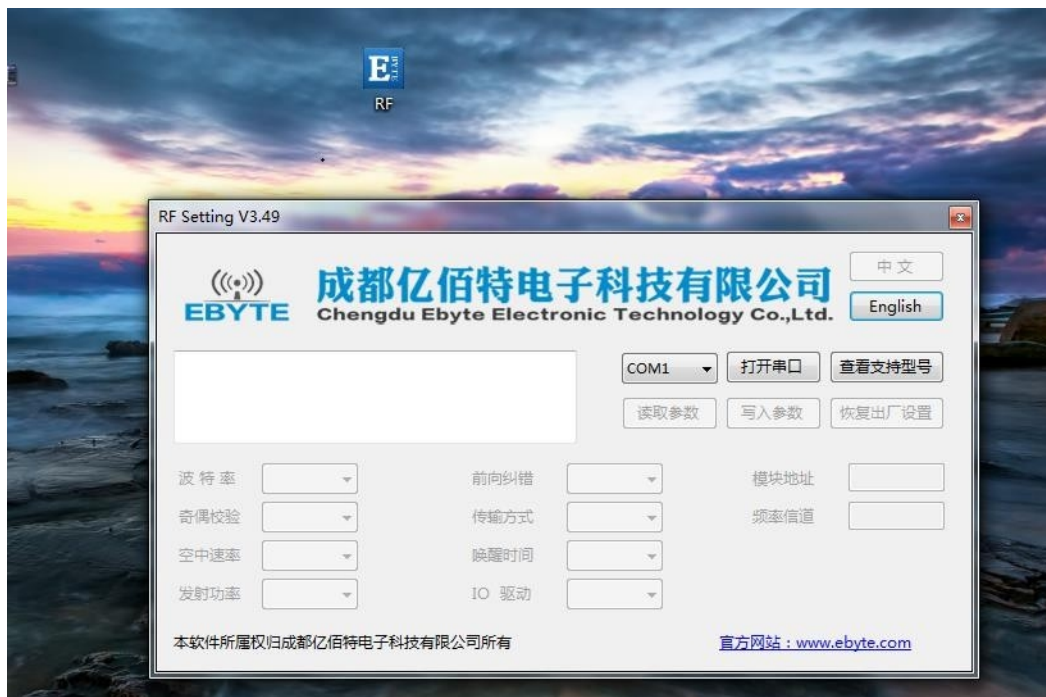 E BYTE
RF
RF Setting V3.49
EBYTE
成都亿佰特电子科技有限公司
Chengdu Ebyte Electronic Technology Co.,Ltd.
中文
English
COM1 打开串口 查看支持型号
读取参数 写入参数 恢复出厂设置
波特率 前向纠错 模块地址
奇偶校验 传输方式 频率信道
空中速率 唤醒时间
发射功率 IO 驱动
本软件所属权归成都亿佰特电子科技有限公司所有 官方网站：www.ebyte.com